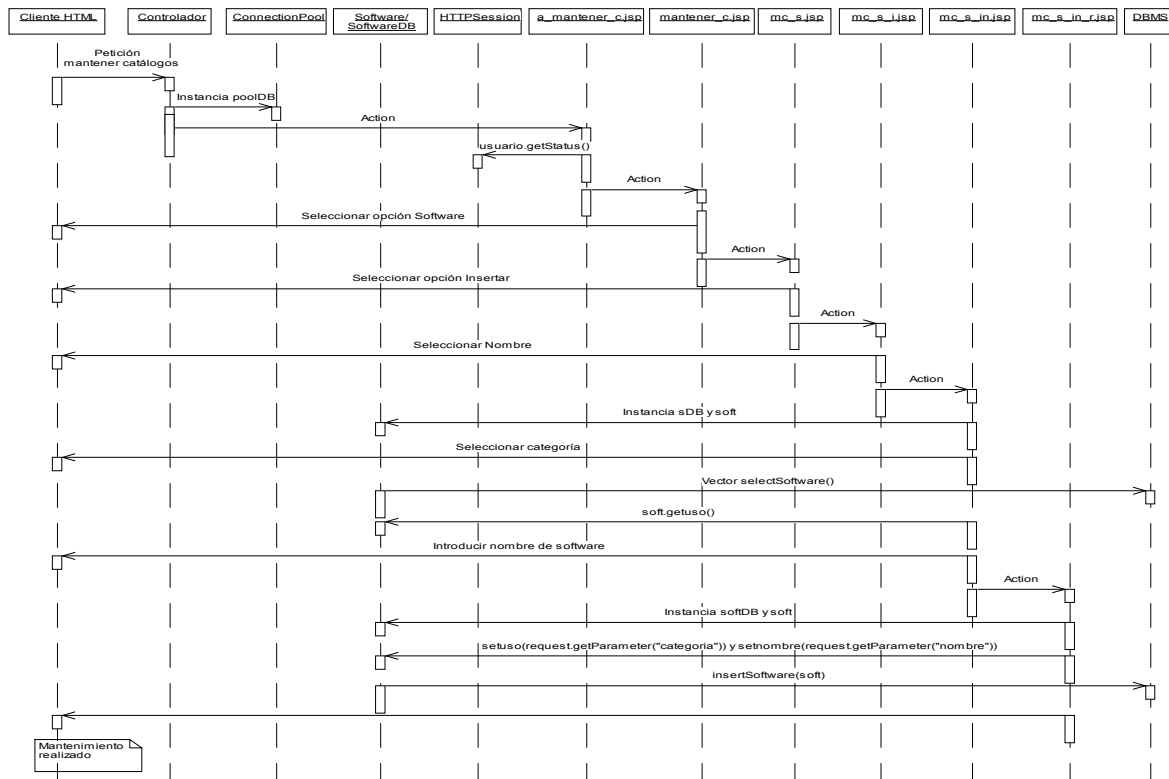 Cliente HTML
Controlador
ConnectionPool
Software/
SoftwareDB
HTTPSession
a_mantener_c.jsp
mantener_c.jsp
mc_s.jsp
mc_s_i.jsp
mc_s_in.jsp
mc_s_in_r.jsp
DBMS
Petición
mantener catálogos
Instancia poolDB
Action
usuario.getStatus()
Action
Seleccionar opción Software
Action
Seleccionar opción Insertar
Action
Seleccionar Nombre
Action
Instancia sDB y soft
Seleccionar categoría
Vector selectSoftware()
soft.getuso()
Introducir nombre de software
Action
Instancia softDB y soft
setuso(request.getParameter("categoria")) y setnombre(request.getParameter("nombre"))
insertSoftware(soft)
Mantenimiento
realizado